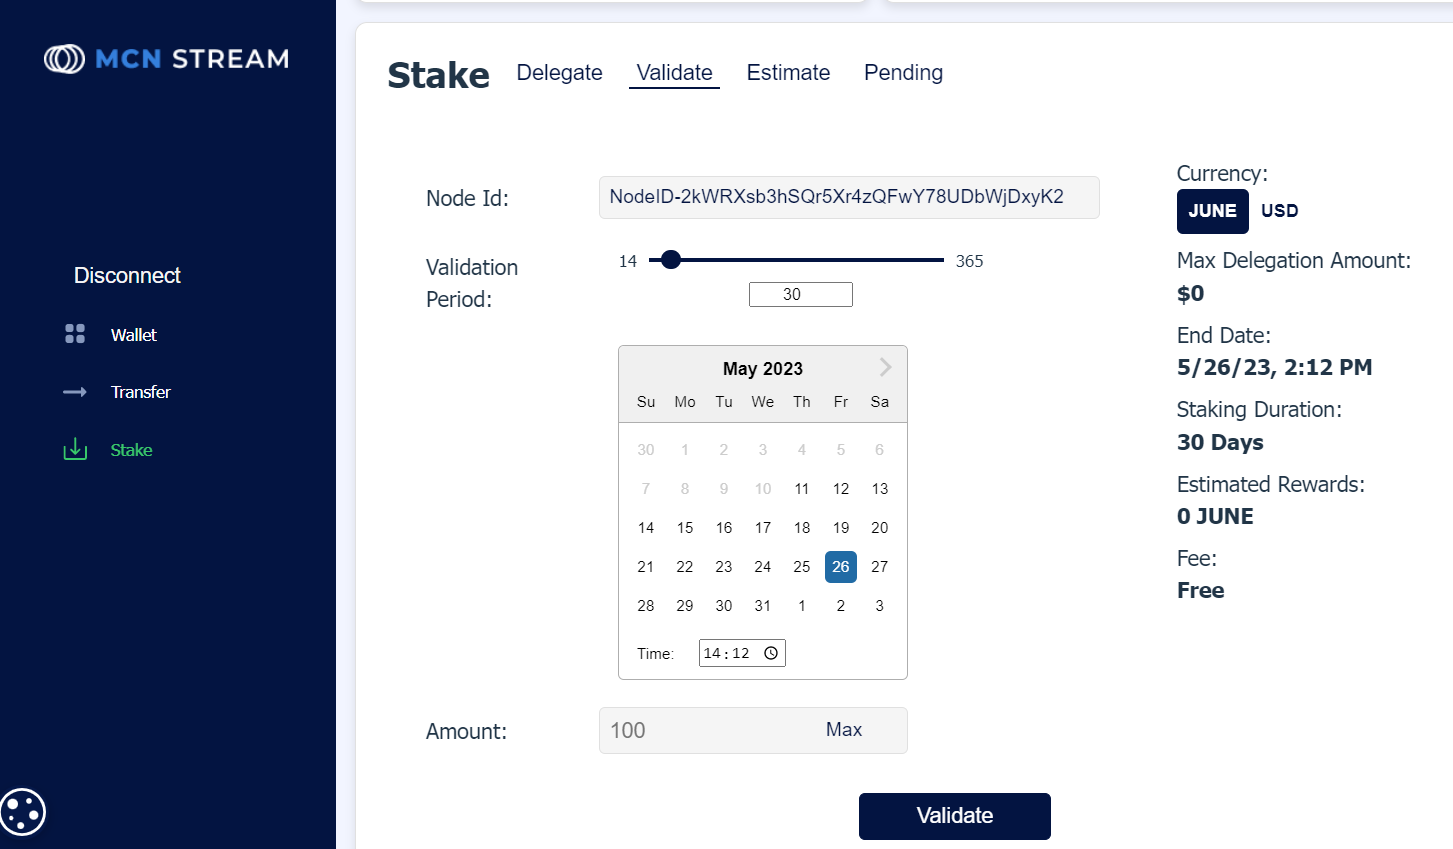 MCN STREAM
Disconnect
Wallet
Transfer
Stake
Stake Delegate Validate Estimate Pending
Node Id: NodeID-2kWRXsb3hSQr5Xr4zQFwY78UDbWjDxyK2
Validation
Period:
14 365
30
May 2023
Su Mo Tu We Th Fr Sa
30 1 2 3 4 5 6
7 8 9 10 11 12 13
14 15 16 17 18 19 20
21 22 23 24 25 26 27
28 29 30 31 1 2 3
Time: 14:12
Amount: 100 Max
Validate
Currency:
JUNE USD
Max Delegation Amount:
$0
End Date:
5/26/23, 2:12 PM
Staking Duration:
30 Days
Estimated Rewards:
0 JUNE
Fee:
Free